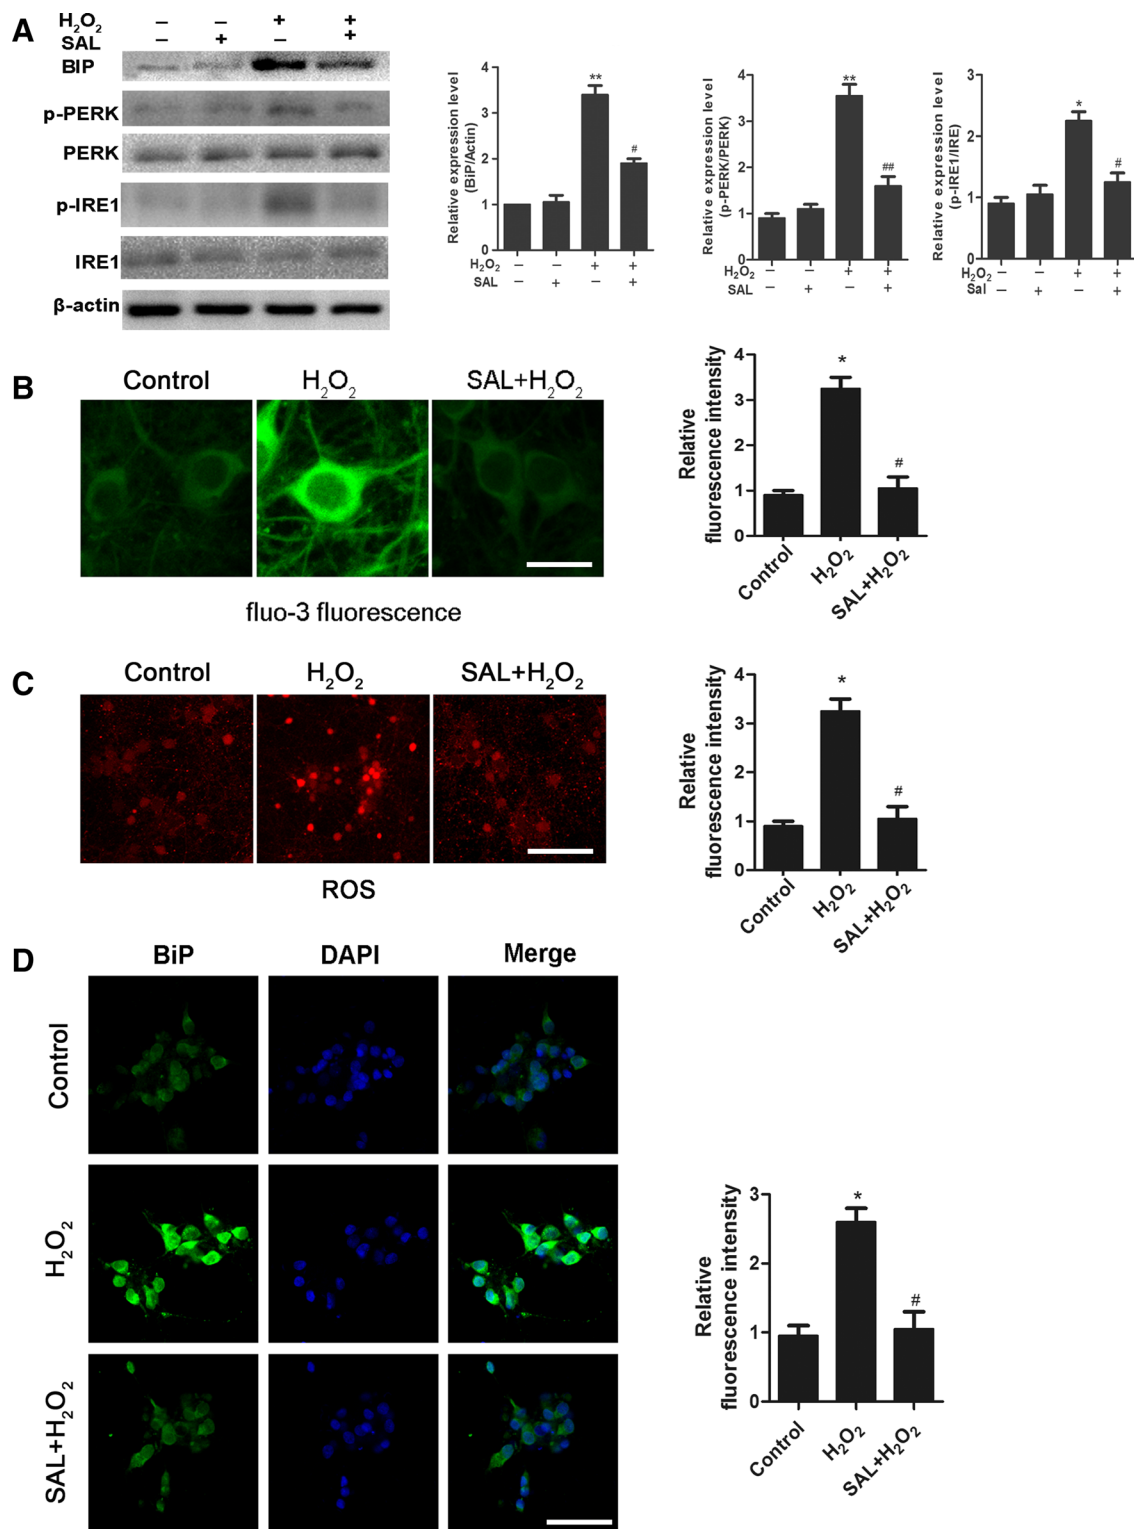 A
H₂O₂ – – + +
SAL – + – +
BIP
p-PERK
PERK
p-IRE1
IRE1
β-actin
Relative expression level
(BiP/Actin)
4
3
2
1
0
**
#
H₂O₂ – – + +
SAL – + – +
Relative expression level
(p-PERK/PERK)
4
3
2
1
0
**
##
H₂O₂ – – + +
SAL – + – +
Relative expression level
(p-IRE1/IRE)
3
2
1
0
*
#
H₂O₂ – – + +
Sal – + – +
B
Control H₂O₂ SAL+H₂O₂
fluo-3 fluorescence
Relative
fluorescence intensity
4
3
2
1
0
*
#
Control
H₂O₂
SAL+H₂O₂
C
Control H₂O₂ SAL+H₂O₂
ROS
Relative
fluorescence intensity
4
3
2
1
0
*
#
Control
H₂O₂
SAL+H₂O₂
D
BiP DAPI Merge
Control
H₂O₂
SAL+H₂O₂
Relative
fluorescence intensity
3
2
1
0
*
#
Control
H₂O₂
SAL+H₂O₂